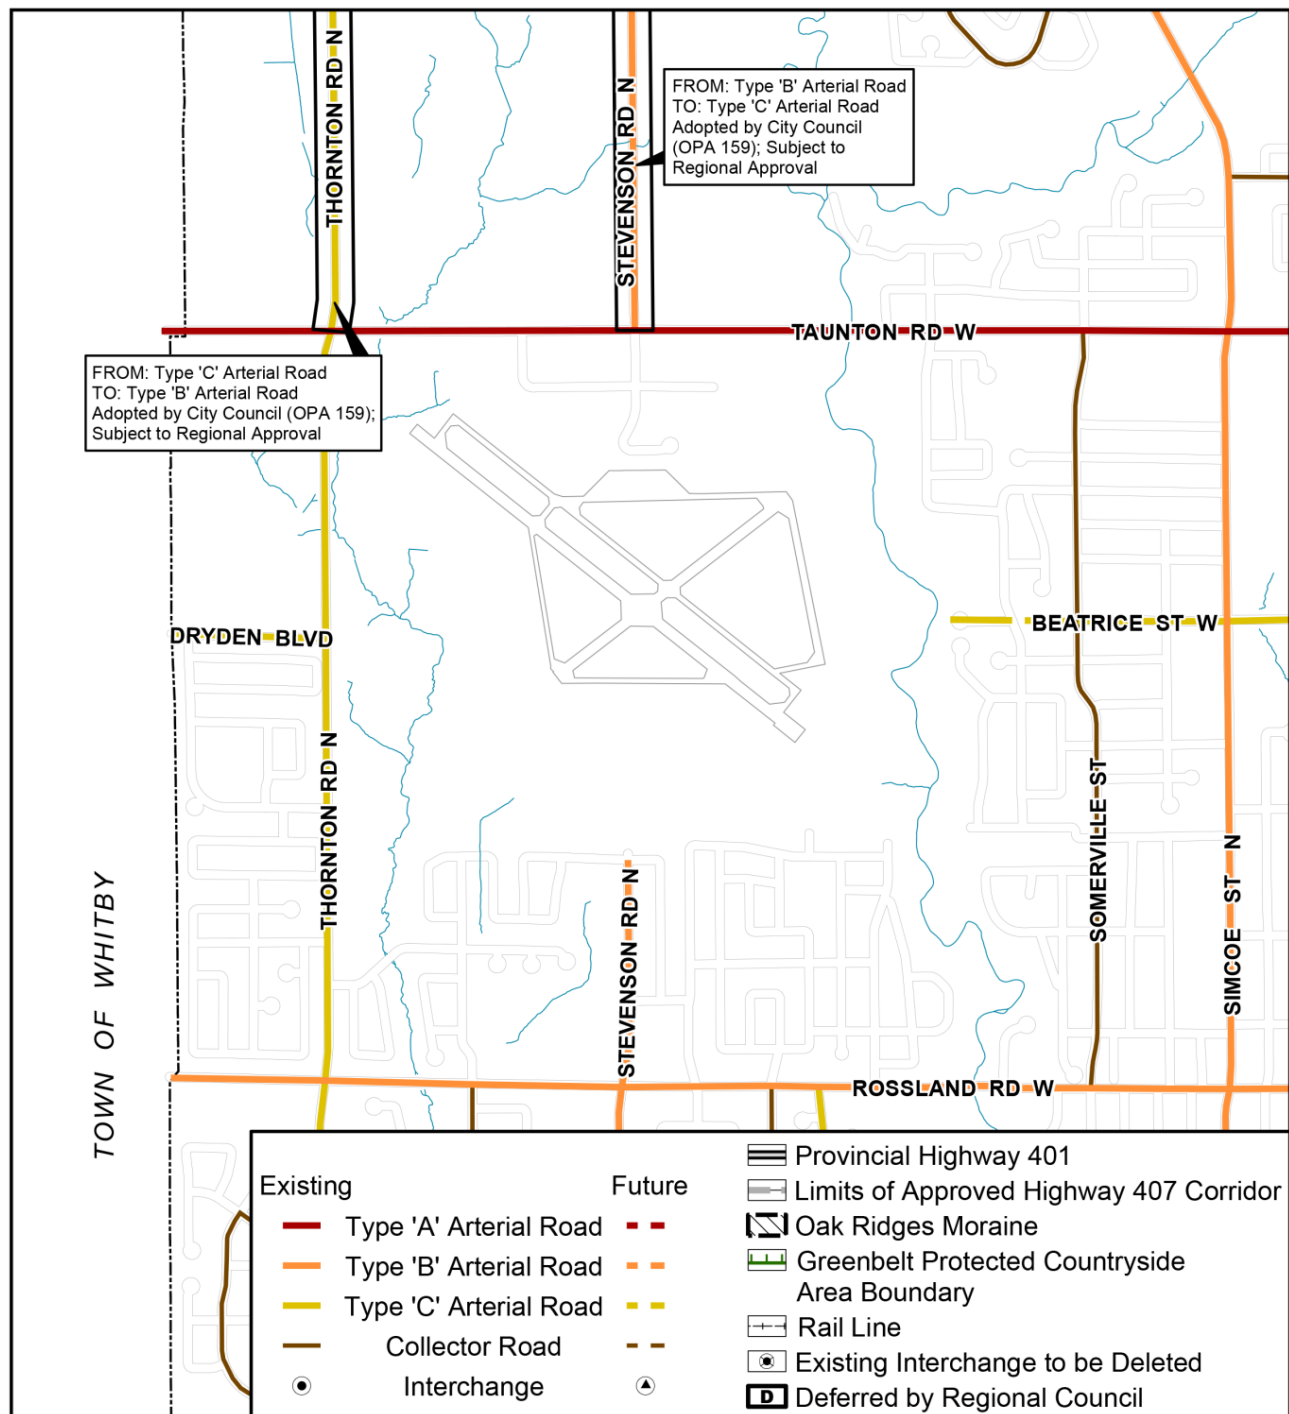 THORNTON RD N
STEVENSON RD N
FROM: Type 'B' Arterial Road
TO: Type 'C' Arterial Road
Adopted by City Council
(OPA 159); Subject to
Regional Approval
TAUNTON RD W
FROM: Type 'C' Arterial Road
TO: Type 'B' Arterial Road
Adopted by City Council (OPA 159);
Subject to Regional Approval
DRYDEN BLVD
BEATRICE ST W
THORNTON RD N
STEVENSON RD N
SOMERVILLE ST
SIMCOE ST N
TOWN OF WHITBY
ROSSLAND RD W
Existing
Future
Type 'A' Arterial Road
Type 'B' Arterial Road
Type 'C' Arterial Road
Collector Road
Interchange
Provincial Highway 401
Limits of Approved Highway 407 Corridor
Oak Ridges Moraine
Greenbelt Protected Countryside
Area Boundary
Rail Line
Existing Interchange to be Deleted
D Deferred by Regional Council